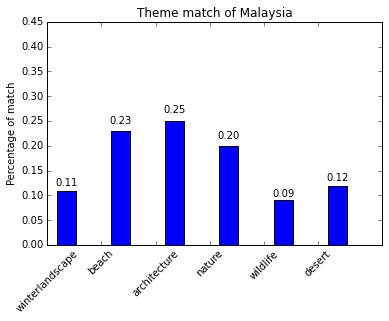 Theme match of Malaysia
Percentage of match
0.45
0.40
0.35
0.30
0.25
0.20
0.15
0.10
0.05
0.00
0.11
0.23
0.25
0.20
0.09
0.12
winterlandscape
beach
architecture
nature
wildlife
desert